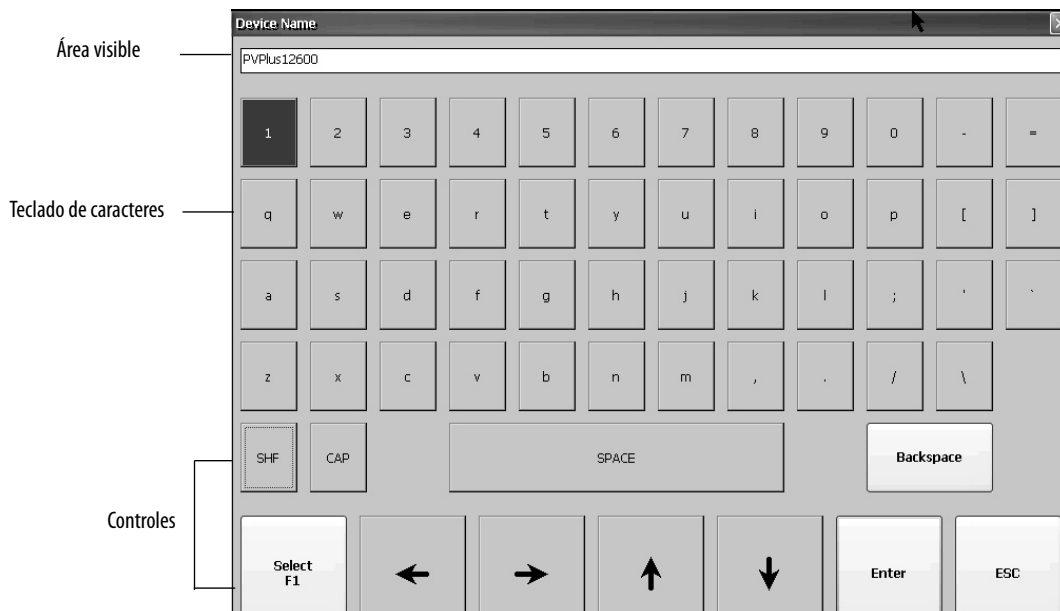 Device Name
Área visible
PVPlus12600
1 2 3 4 5 6 7 8 9 0 - =
Teclado de caracteres
q w e r t y u i o p [ ]
a s d f g h j k l ; ' `
z x c v b n m , . / \
SHF CAP SPACE Backspace
Controles
Select F1 Enter ESC